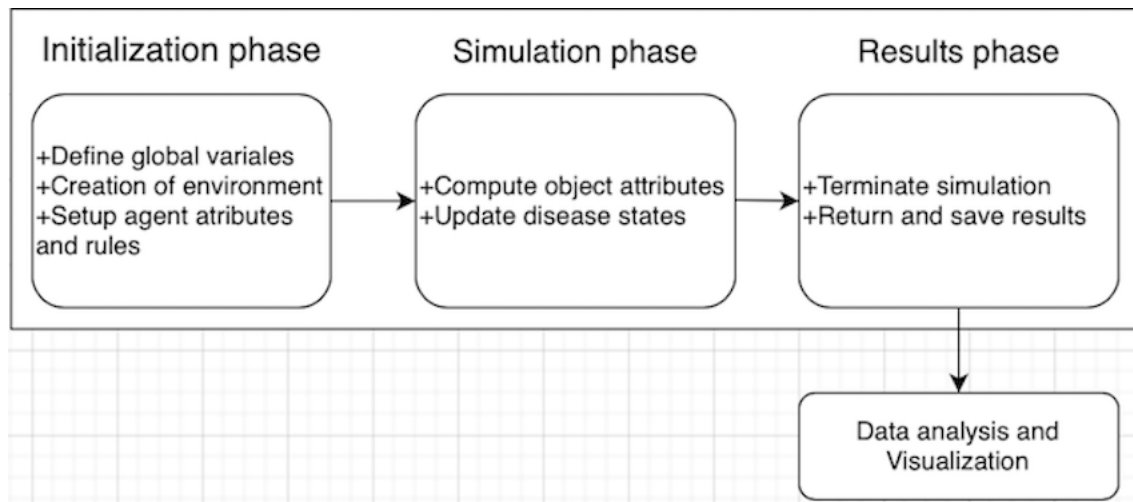 Initialization phase
+Define global variales
+Creation of environment
+Setup agent atributes
and rules
Simulation phase
+Compute object attributes
+Update disease states
Results phase
+Terminate simulation
+Return and save results
Data analysis and
Visualization